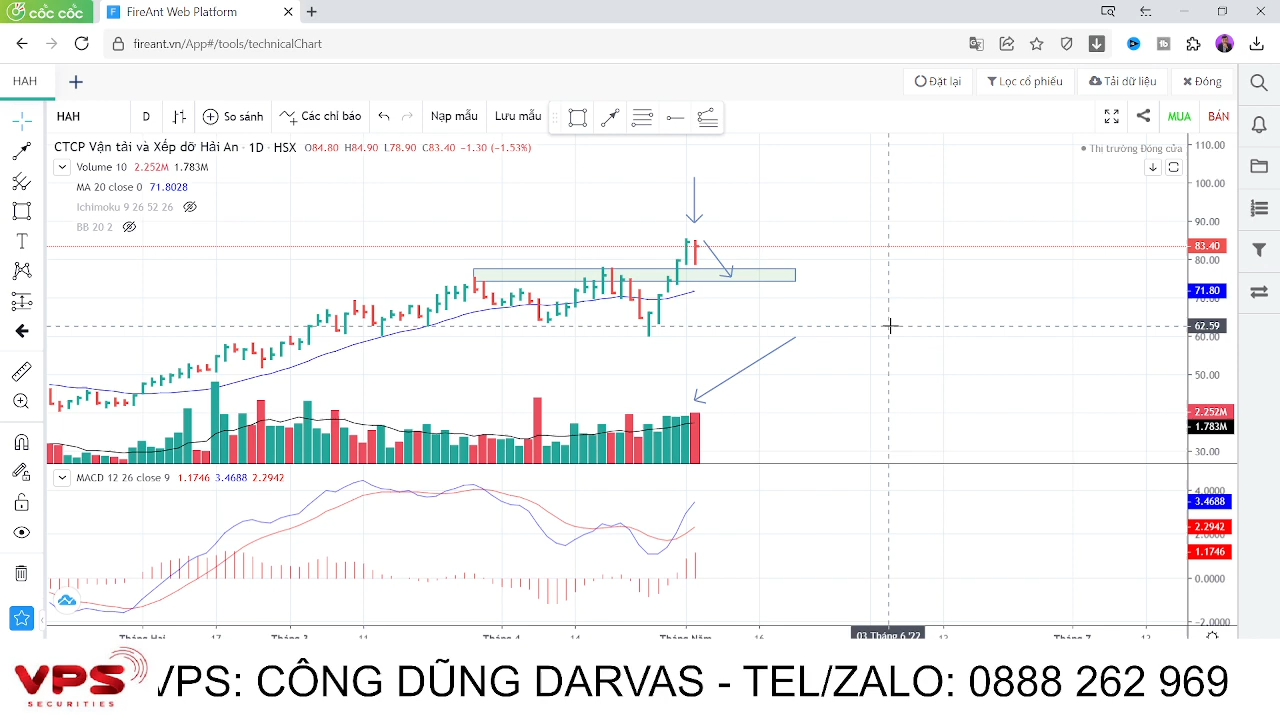 CỐC CỐC
FireAnt Web Platform
fireant.vn/App#/tools/technicalChart
HAH
Đặt lại
Lọc cổ phiếu
Tải dữ liệu
Đóng
HAH
D
So sánh
Các chỉ báo
Nạp mẫu
Lưu mẫu
MUA
BÁN
CTCP Vận tải và Xếp dỡ Hải An · 1D · HSX O84.80 H84.90 L78.90 C83.40 −1.30 (−1.53%)
Thị trường Đóng cửa
Volume 10 2.252M 1.783M
MA 20 close 0 71.8028
Ichimoku 9 26 52 26
BB 20 2
110.00
100.00
90.00
83.40
80.00
71.80
70.00
62.59
60.00
50.00
2.252M
1.783M
30.00
MACD 12 26 close 9 1.1746 3.4688 2.2942
4.0000
3.4688
2.2942
2.0000
1.1746
0.0000
-2.0000
Tháng Hai 17 Tháng 3 11 Tháng 4 14 Tháng Năm 16 03 Tháng 6 '22 13 Tháng 7 13
VPS
SECURITIES
VPS: CÔNG DŨNG DARVAS - TEL/ZALO: 0888 262 969